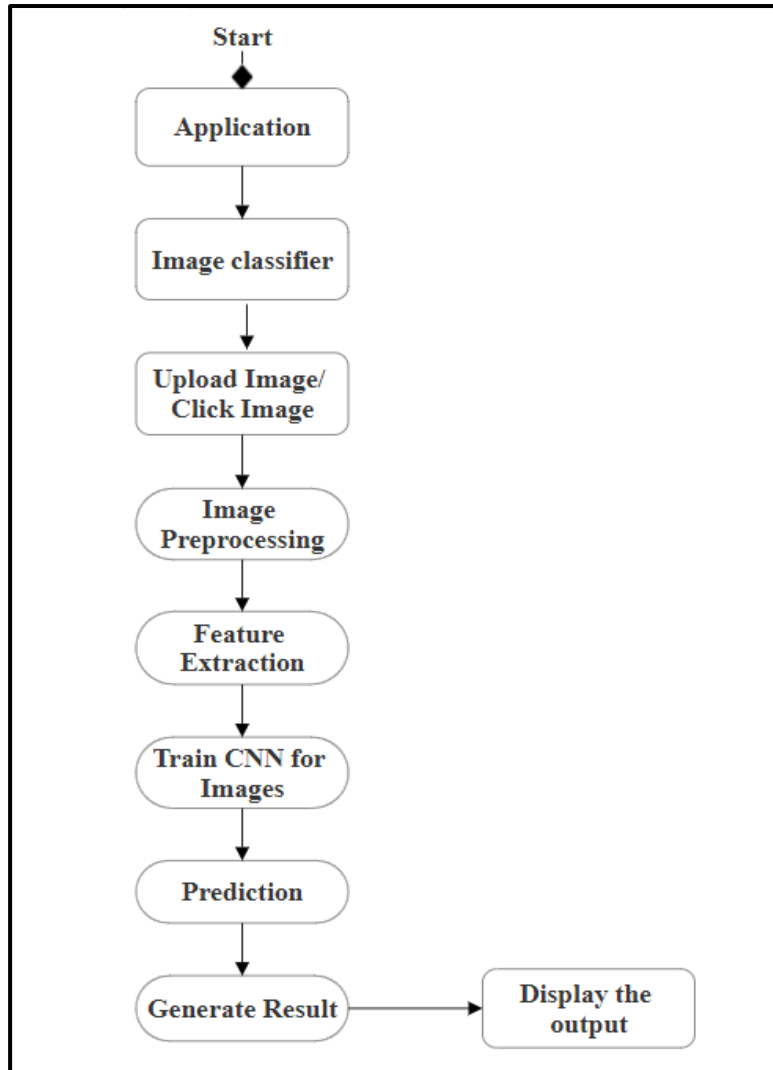 Start
Application
Image classifier
Upload Image/
Click Image
Image
Preprocessing
Feature
Extraction
Train CNN for
Images
Prediction
Generate Result
Display the
output